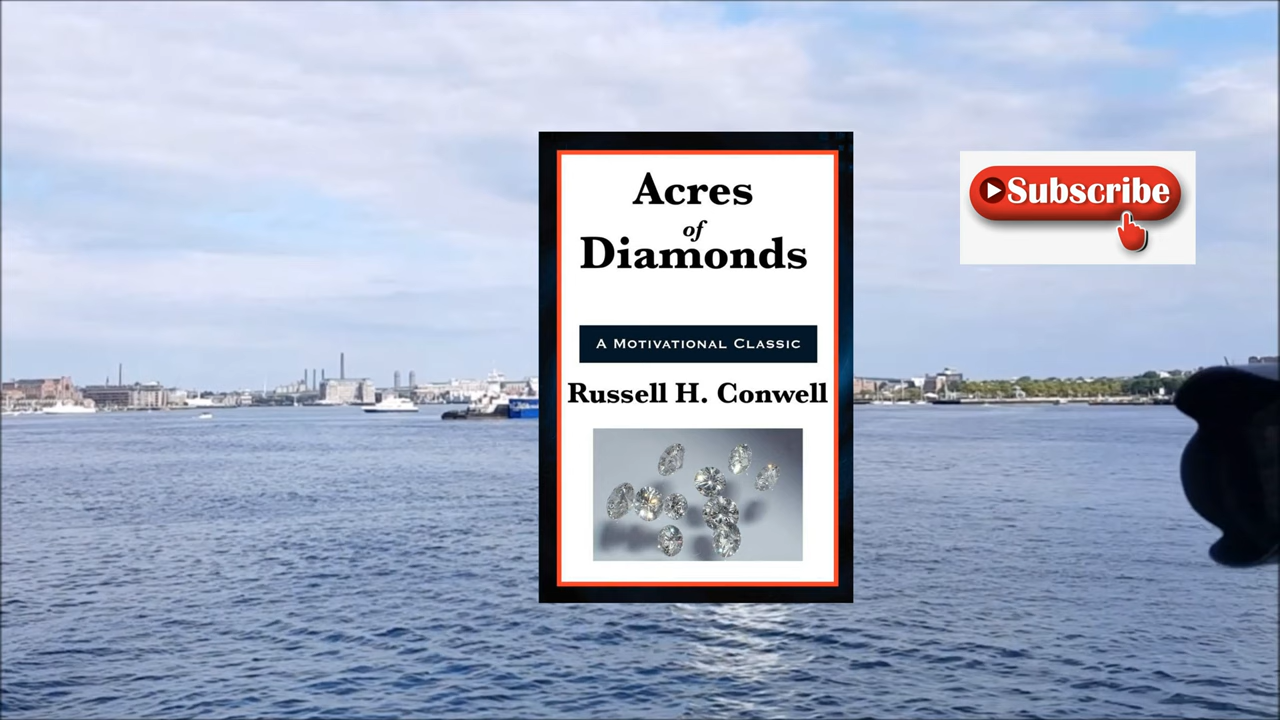 Acres
of
Diamonds
A Motivational Classic
Russell H. Conwell
Subscribe